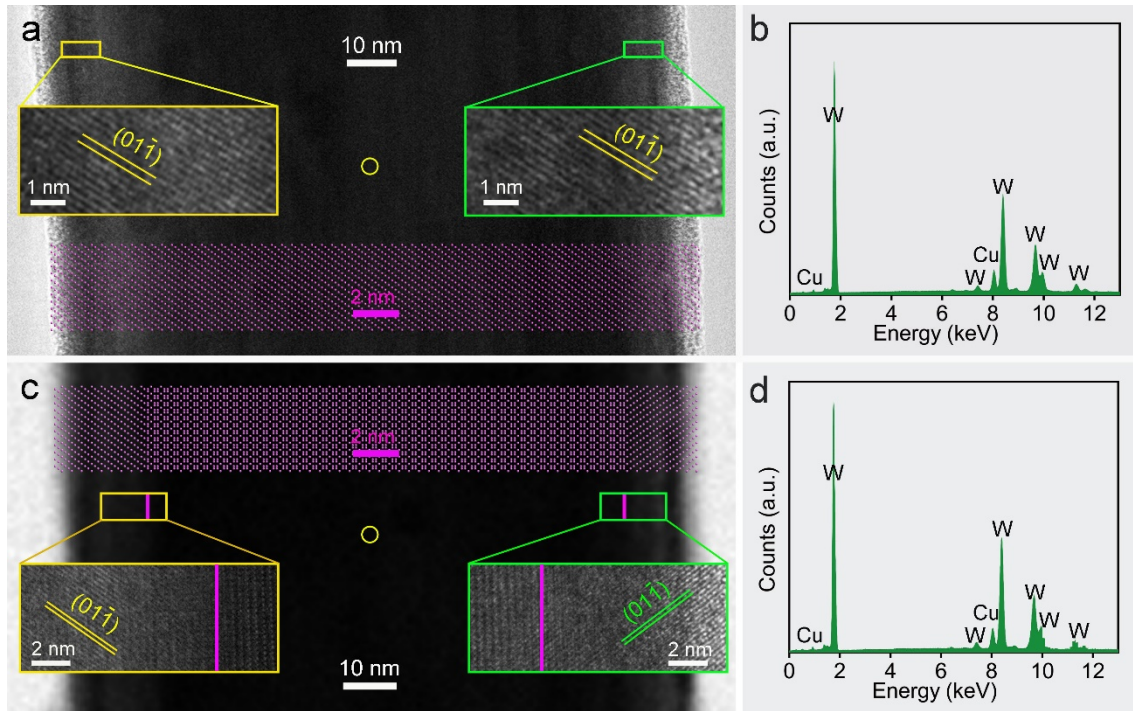 a
10 nm
(011̄)
1 nm
(011̄)
1 nm
2 nm
b
Counts (a.u.)
W
W
W
W
Cu
W
W
Cu
0 2 4 6 8 10 12
Energy (keV)
c
2 nm
(011̄)
2 nm
(011̄)
2 nm
10 nm
d
Counts (a.u.)
W
W
W
W
Cu
W
W
Cu
0 2 4 6 8 10 12
Energy (keV)